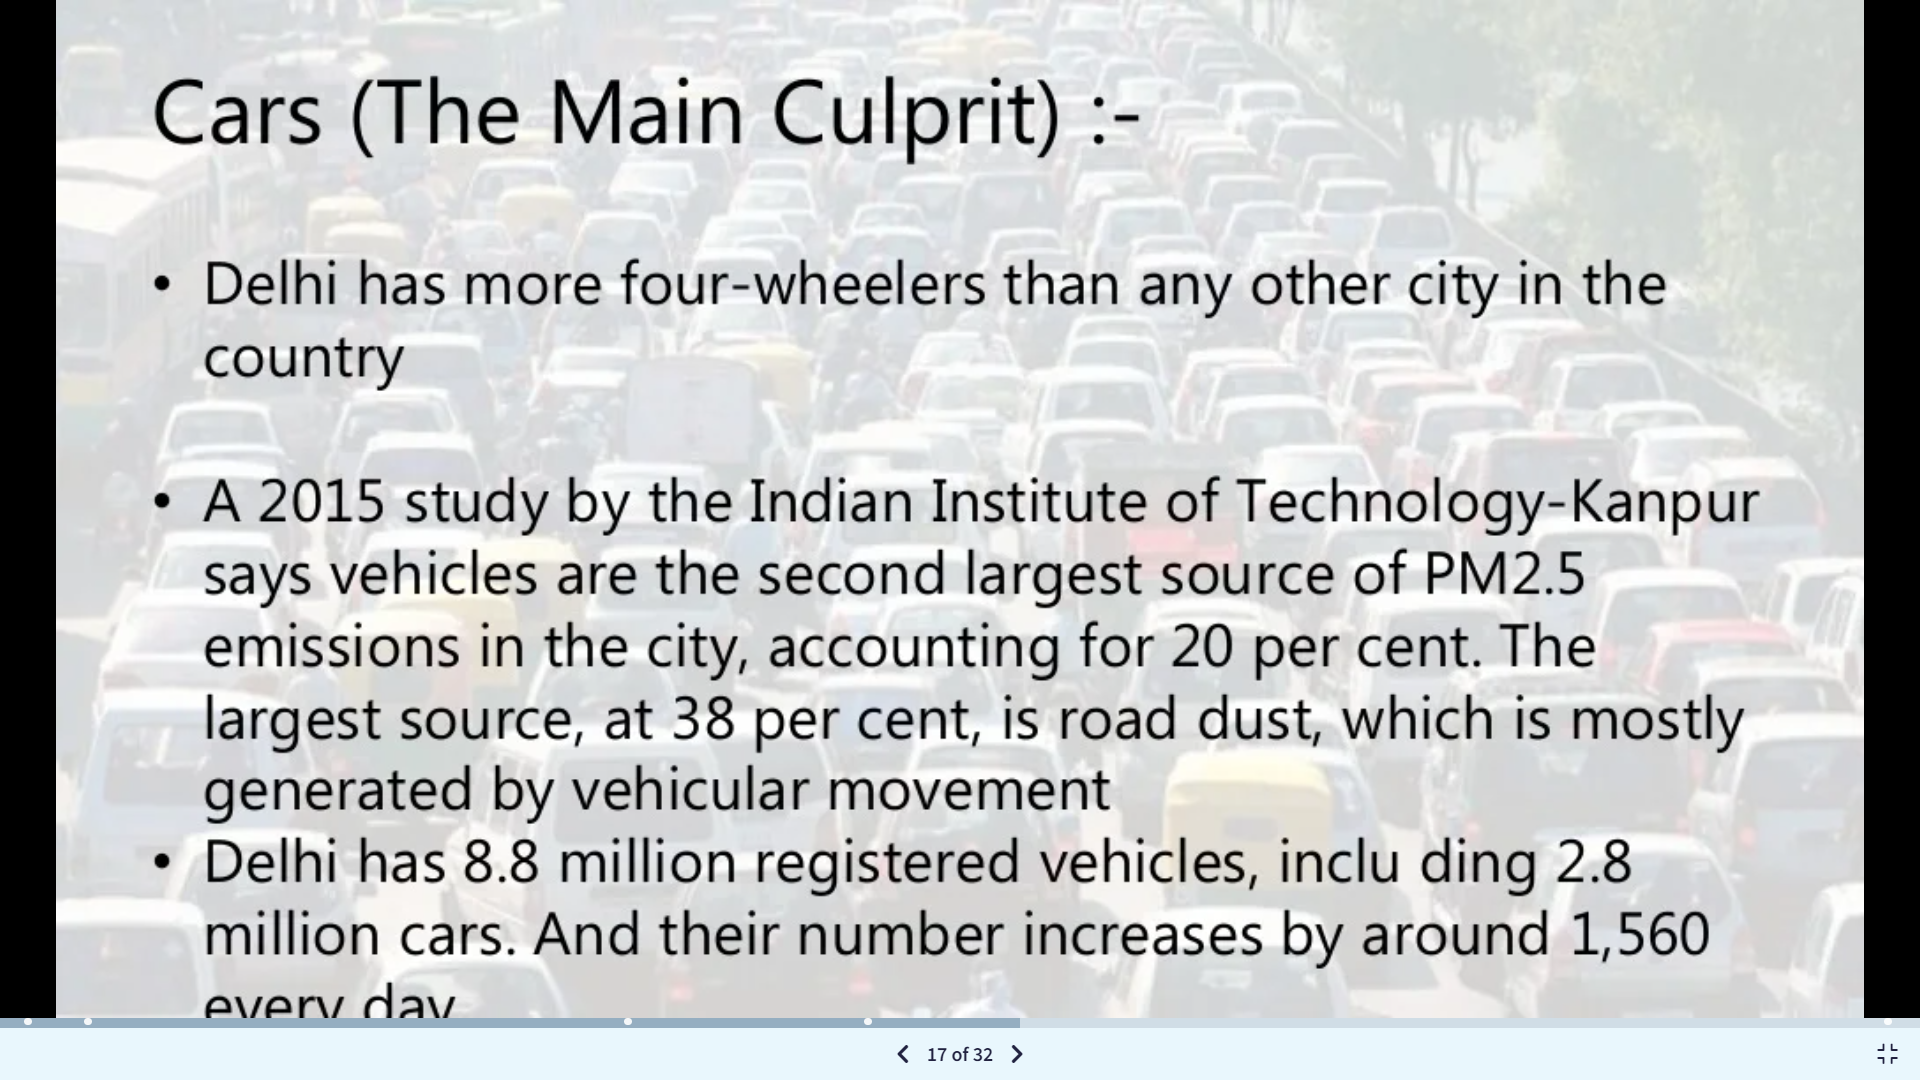 Cars (The Main Culprit) :-
• Delhi has more four-wheelers than any other city in the
country
• A 2015 study by the Indian Institute of Technology-Kanpur
says vehicles are the second largest source of PM2.5
emissions in the city, accounting for 20 per cent. The
largest source, at 38 per cent, is road dust, which is mostly
generated by vehicular movement
• Delhi has 8.8 million registered vehicles, inclu ding 2.8
million cars. And their number increases by around 1,560
every day
17 of 32